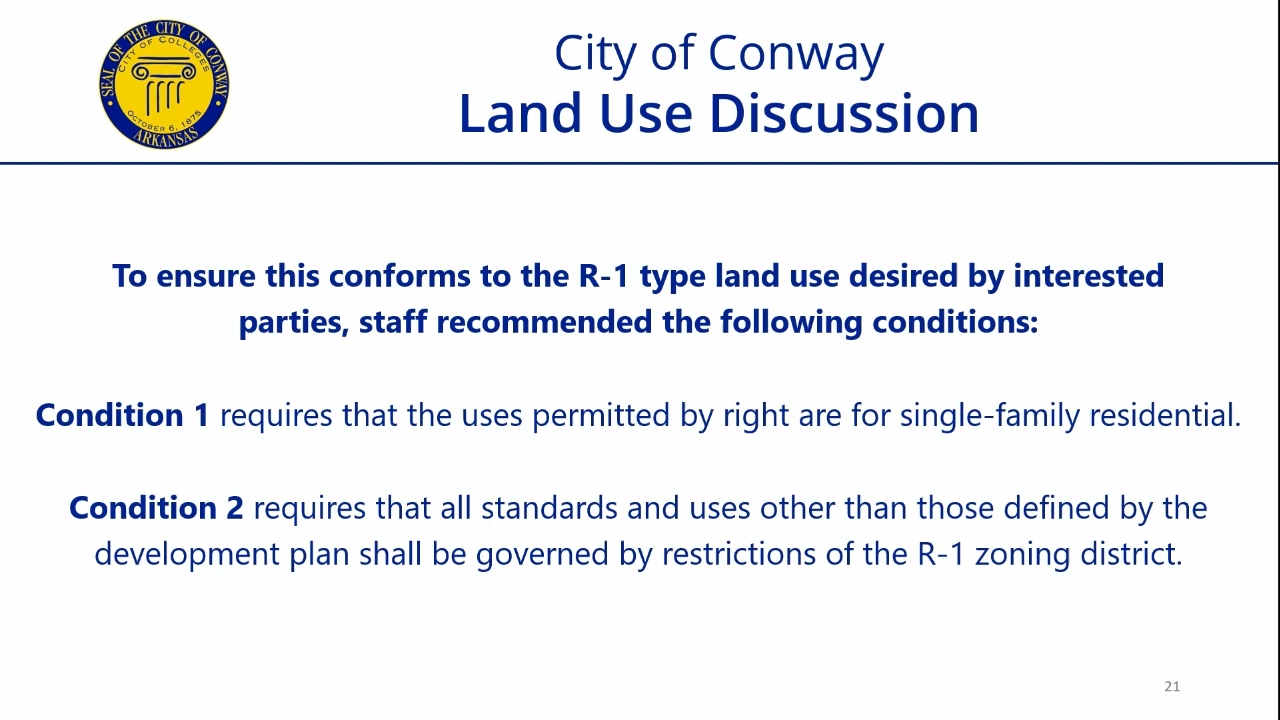 SEAL OF THE CITY OF CONWAY
CITY OF COLLEGES
OCTOBER 6, 1875
ARKANSAS
City of Conway
Land Use Discussion
To ensure this conforms to the R-1 type land use desired by interested
parties, staff recommended the following conditions:
Condition 1 requires that the uses permitted by right are for single-family residential.
Condition 2 requires that all standards and uses other than those defined by the
development plan shall be governed by restrictions of the R-1 zoning district.
21